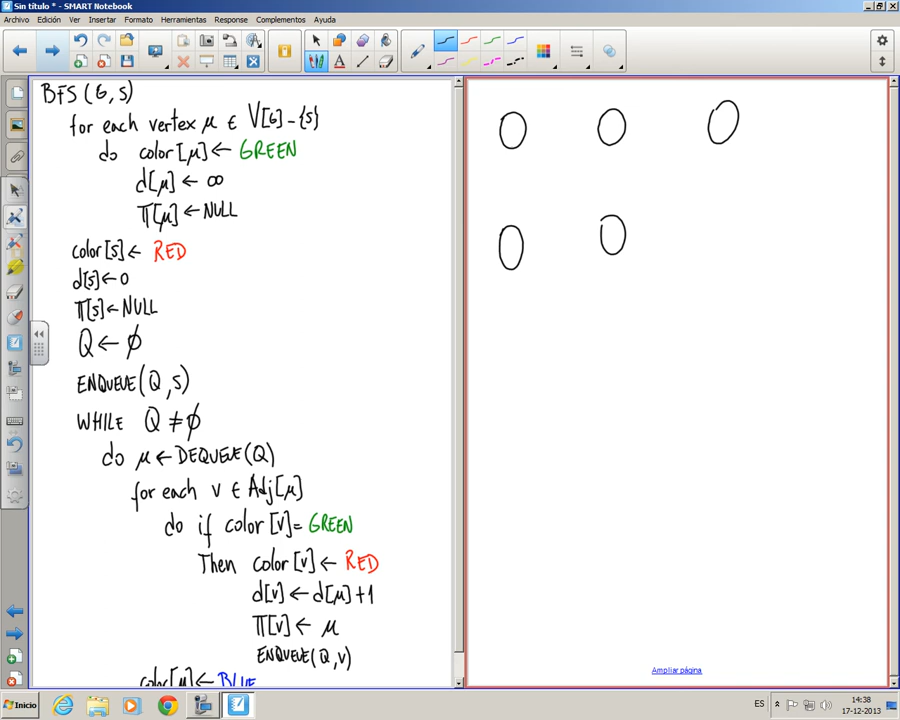 Sin título * - SMART Notebook
Archivo Edición Ver Insertar Formato Herramientas Response Complementos Ayuda
BFS(G,S)
for each vertex μ ∈ V[G]-{S}
do color[μ] ← GREEN
d[μ] ← ∞
π[μ] ← NULL
color[S] ← RED
d[S] ← 0
π[S] ← NULL
Q ← ∅
ENQUEUE(Q,S)
WHILE Q ≠ ∅
do μ ← DEQUEUE(Q)
for each v ∈ Adj[μ]
do if color[v] = GREEN
Then color[v] ← RED
d[v] ← d[μ]+1
π[v] ← μ
ENQUEUE(Q,V)
color[μ] ← BLUE
Ampliar página
Inicio
ES
14:38
17-12-2013